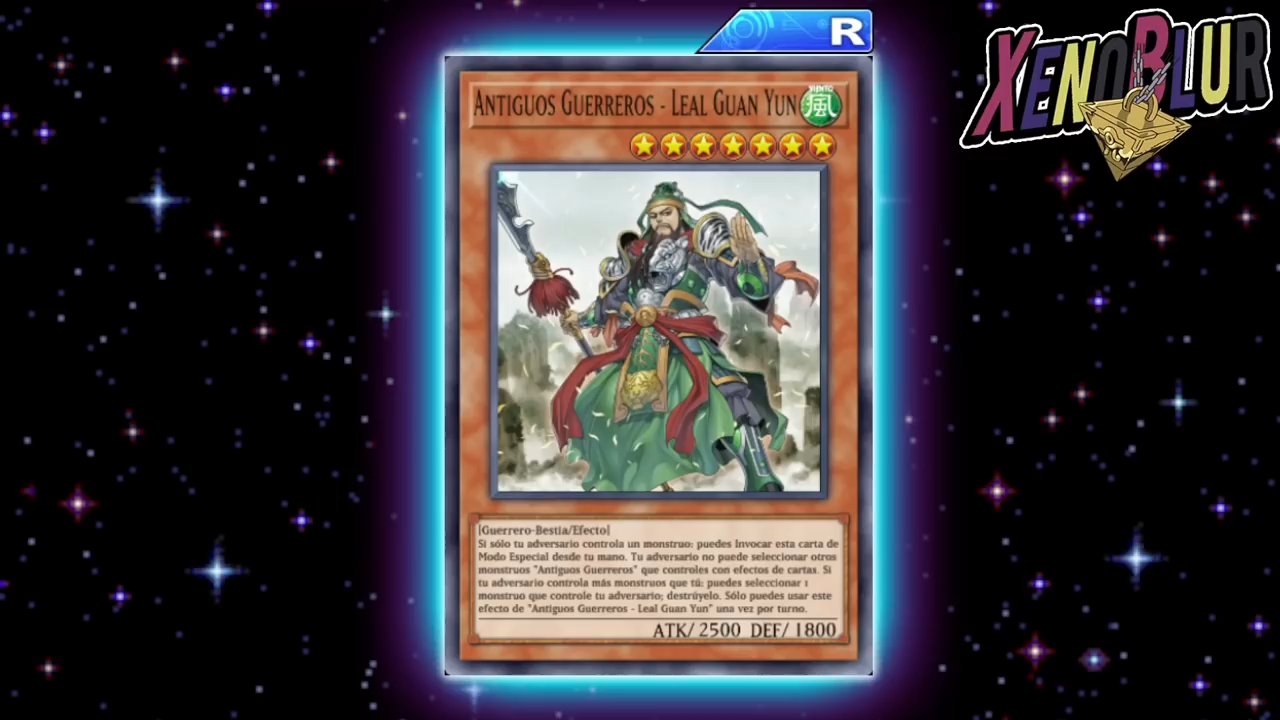 R
XENOBLUR
ANTIGUOS GUERREROS - LEAL GUAN YUN
風
[Guerrero-Bestia/Efecto]
Si sólo tu adversario controla un monstruo: puedes Invocar esta carta de
Modo Especial desde tu mano. Tu adversario no puede seleccionar otros
monstruos "Antiguos Guerreros" que controles con efectos de cartas. Si
tu adversario controla más monstruos que tú: puedes seleccionar 1
monstruo que controle tu adversario; destrúyelo. Sólo puedes usar este
efecto de "Antiguos Guerreros - Leal Guan Yun" una vez por turno.
ATK/ 2500 DEF/ 1800